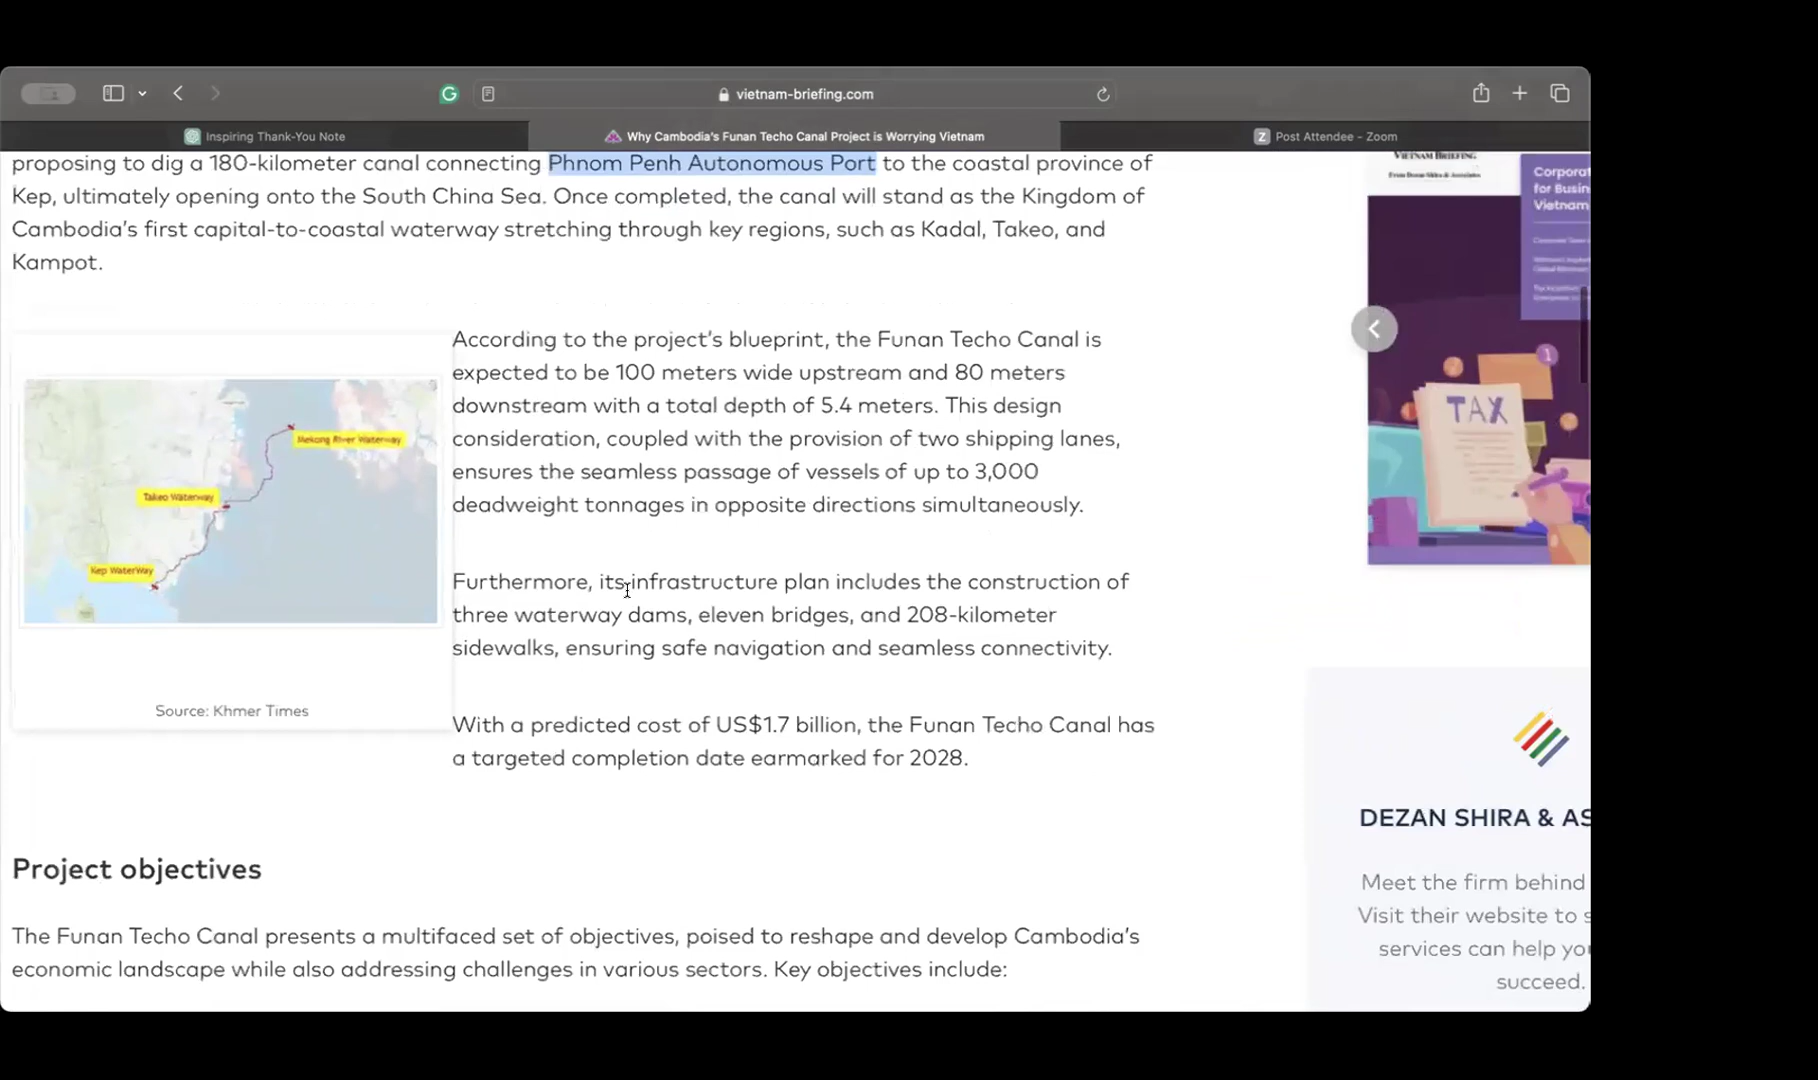 vietnam-briefing.com
Inspiring Thank-You Note
Why Cambodia's Funan Techo Canal Project is Worrying Vietnam
Post Attendee – Zoom
proposing to dig a 180-kilometer canal connecting Phnom Penh Autonomous Port to the coastal province of
Kep, ultimately opening onto the South China Sea. Once completed, the canal will stand as the Kingdom of
Cambodia's first capital-to-coastal waterway stretching through key regions, such as Kadal, Takeo, and
Kampot.
Mekong River Waterway
Takeo Waterway
Kep WaterWay
Source: Khmer Times
According to the project's blueprint, the Funan Techo Canal is
expected to be 100 meters wide upstream and 80 meters
downstream with a total depth of 5.4 meters. This design
consideration, coupled with the provision of two shipping lanes,
ensures the seamless passage of vessels of up to 3,000
deadweight tonnages in opposite directions simultaneously.
Furthermore, its infrastructure plan includes the construction of
three waterway dams, eleven bridges, and 208-kilometer
sidewalks, ensuring safe navigation and seamless connectivity.
With a predicted cost of US$1.7 billion, the Funan Techo Canal has
a targeted completion date earmarked for 2028.
Project objectives
The Funan Techo Canal presents a multifaced set of objectives, poised to reshape and develop Cambodia's
economic landscape while also addressing challenges in various sectors. Key objectives include:
VIETNAM BRIEFING
From Dezan Shira & Associates
Corporat
for Busin
Vietnam
TAX
1
DEZAN SHIRA & AS
Meet the firm behind
Visit their website to s
services can help yo
succeed.